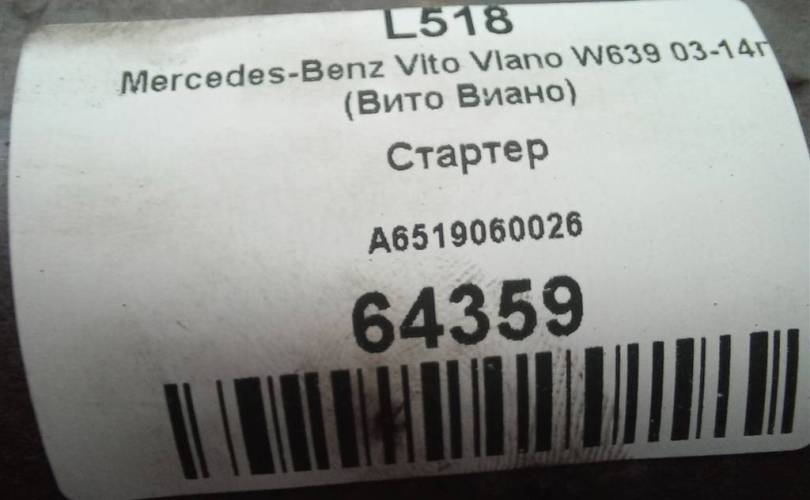 L518
Mercedes-Benz Vito Viano W639 03-14г
(Вито Виано)
Стартер
A6519060026
64359